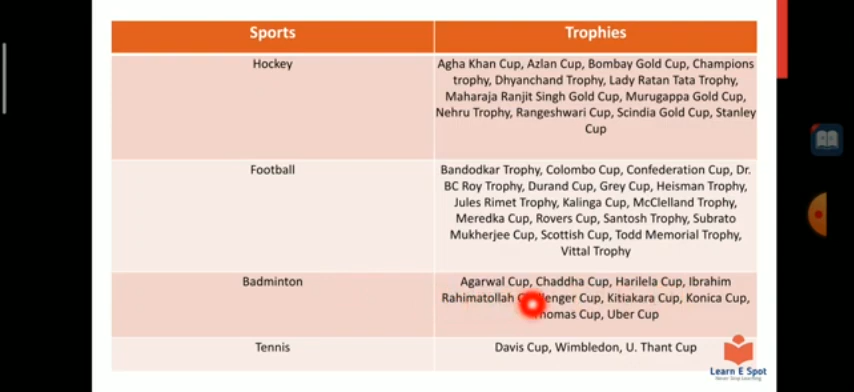 Sports
Trophies
Hockey
Agha Khan Cup, Azlan Cup, Bombay Gold Cup, Champions
trophy, Dhyanchand Trophy, Lady Ratan Tata Trophy,
Maharaja Ranjit Singh Gold Cup, Murugappa Gold Cup,
Nehru Trophy, Rangeshwari Cup, Scindia Gold Cup, Stanley
Cup
Football
Bandodkar Trophy, Colombo Cup, Confederation Cup, Dr.
BC Roy Trophy, Durand Cup, Grey Cup, Heisman Trophy,
Jules Rimet Trophy, Kalinga Cup, McClelland Trophy,
Meredka Cup, Rovers Cup, Santosh Trophy, Subrato
Mukherjee Cup, Scottish Cup, Todd Memorial Trophy,
Vittal Trophy
Badminton
Agarwal Cup, Chaddha Cup, Harilela Cup, Ibrahim
Rahimatollah Cup, Kitiakara Cup, Konica Cup,
Cup, Uber Cup
Tennis
Davis Cup, Wimbledon, U. Thant Cup
Learn E Spot
Never Stop Learning